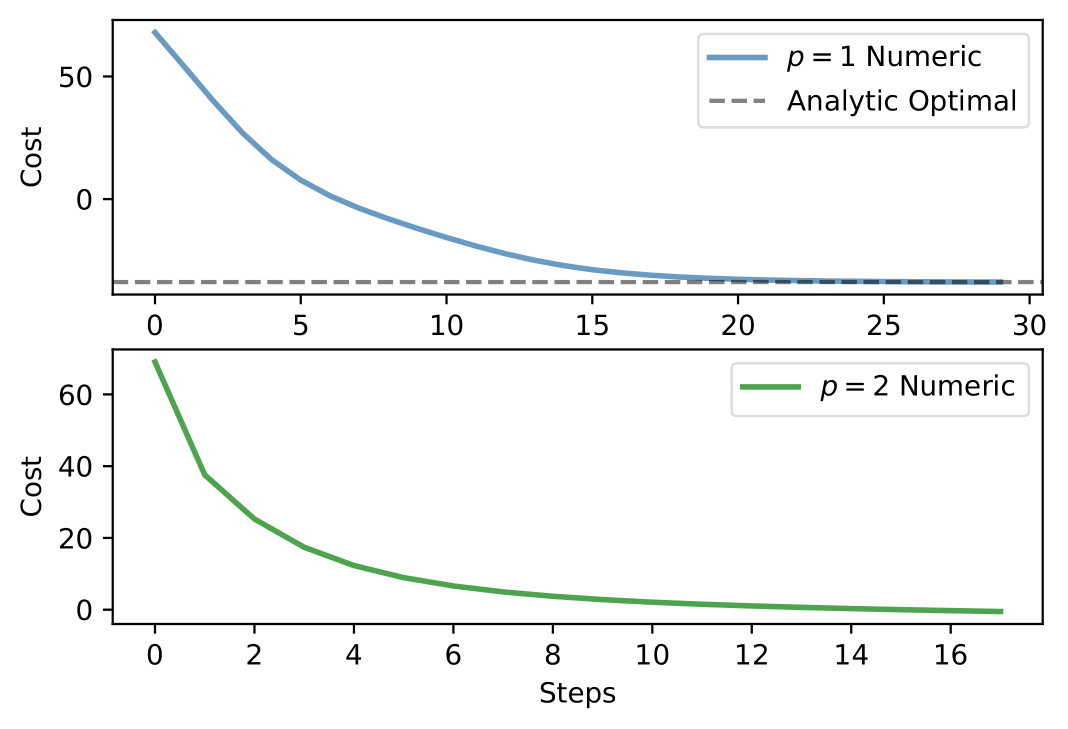 50
0
Cost
p = 1 Numeric
Analytic Optimal
0 5 10 15 20 25 30
60
40
20
0
Cost
p = 2 Numeric
0 2 4 6 8 10 12 14 16
Steps